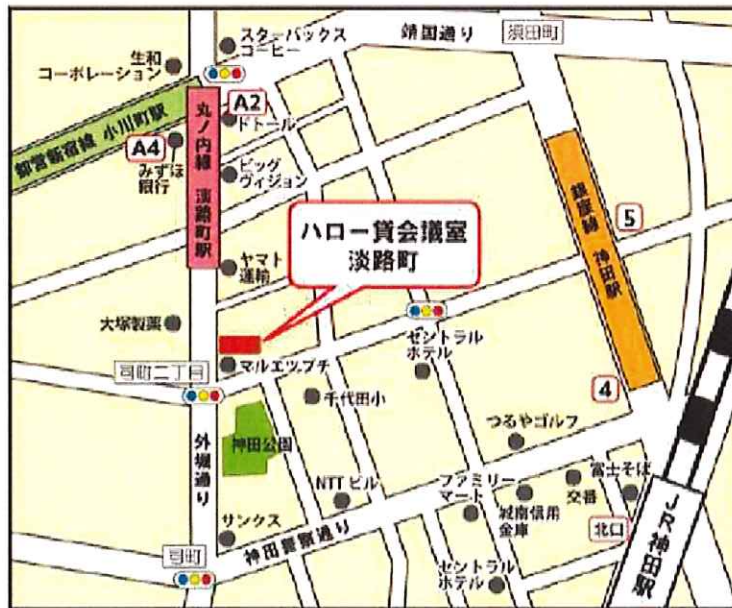 スターバックス
コーヒー
靖国通り
須田町
生和
コーポレーション
都営新宿線 小川町駅
A2
ドトール
A4
みずほ
銀行
丸ノ内線 淡路町駅
ビッグ
ヴィジョン
銀座線 神田駅
5
ハロー貸会議室
淡路町
ヤマト
運輸
大塚製薬
セントラル
ホテル
マルエツプチ
司町二丁目
4
千代田小
つるやゴルフ
神田公園
外堀通り
NTTビル
ファミリー
マート
城南信用
金庫
交番
富士そば
北口
JR神田駅
サンクス
神田警察通り
司町
セントラル
ホテル